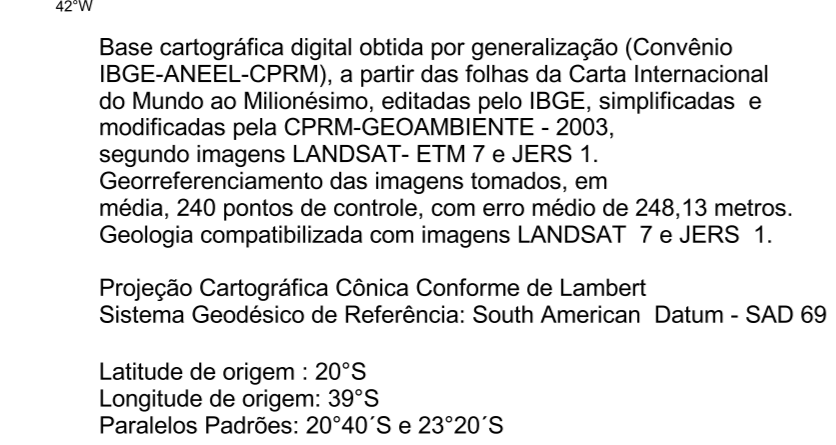 42°W
Base cartográfica digital obtida por generalização (Convênio
IBGE-ANEEL-CPRM), a partir das folhas da Carta Internacional
do Mundo ao Milionésimo, editadas pelo IBGE, simplificadas e
modificadas pela CPRM-GEOAMBIENTE - 2003,
segundo imagens LANDSAT- ETM 7 e JERS 1.
Georreferenciamento das imagens tomados, em
média, 240 pontos de controle, com erro médio de 248,13 metros.
Geologia compatibilizada com imagens LANDSAT 7 e JERS 1.
Projeção Cartográfica Cônica Conforme de Lambert
Sistema Geodésico de Referência: South American Datum - SAD 69
Latitude de origem : 20°S
Longitude de origem: 39°S
Paralelos Padrões: 20°40´S e 23°20´S